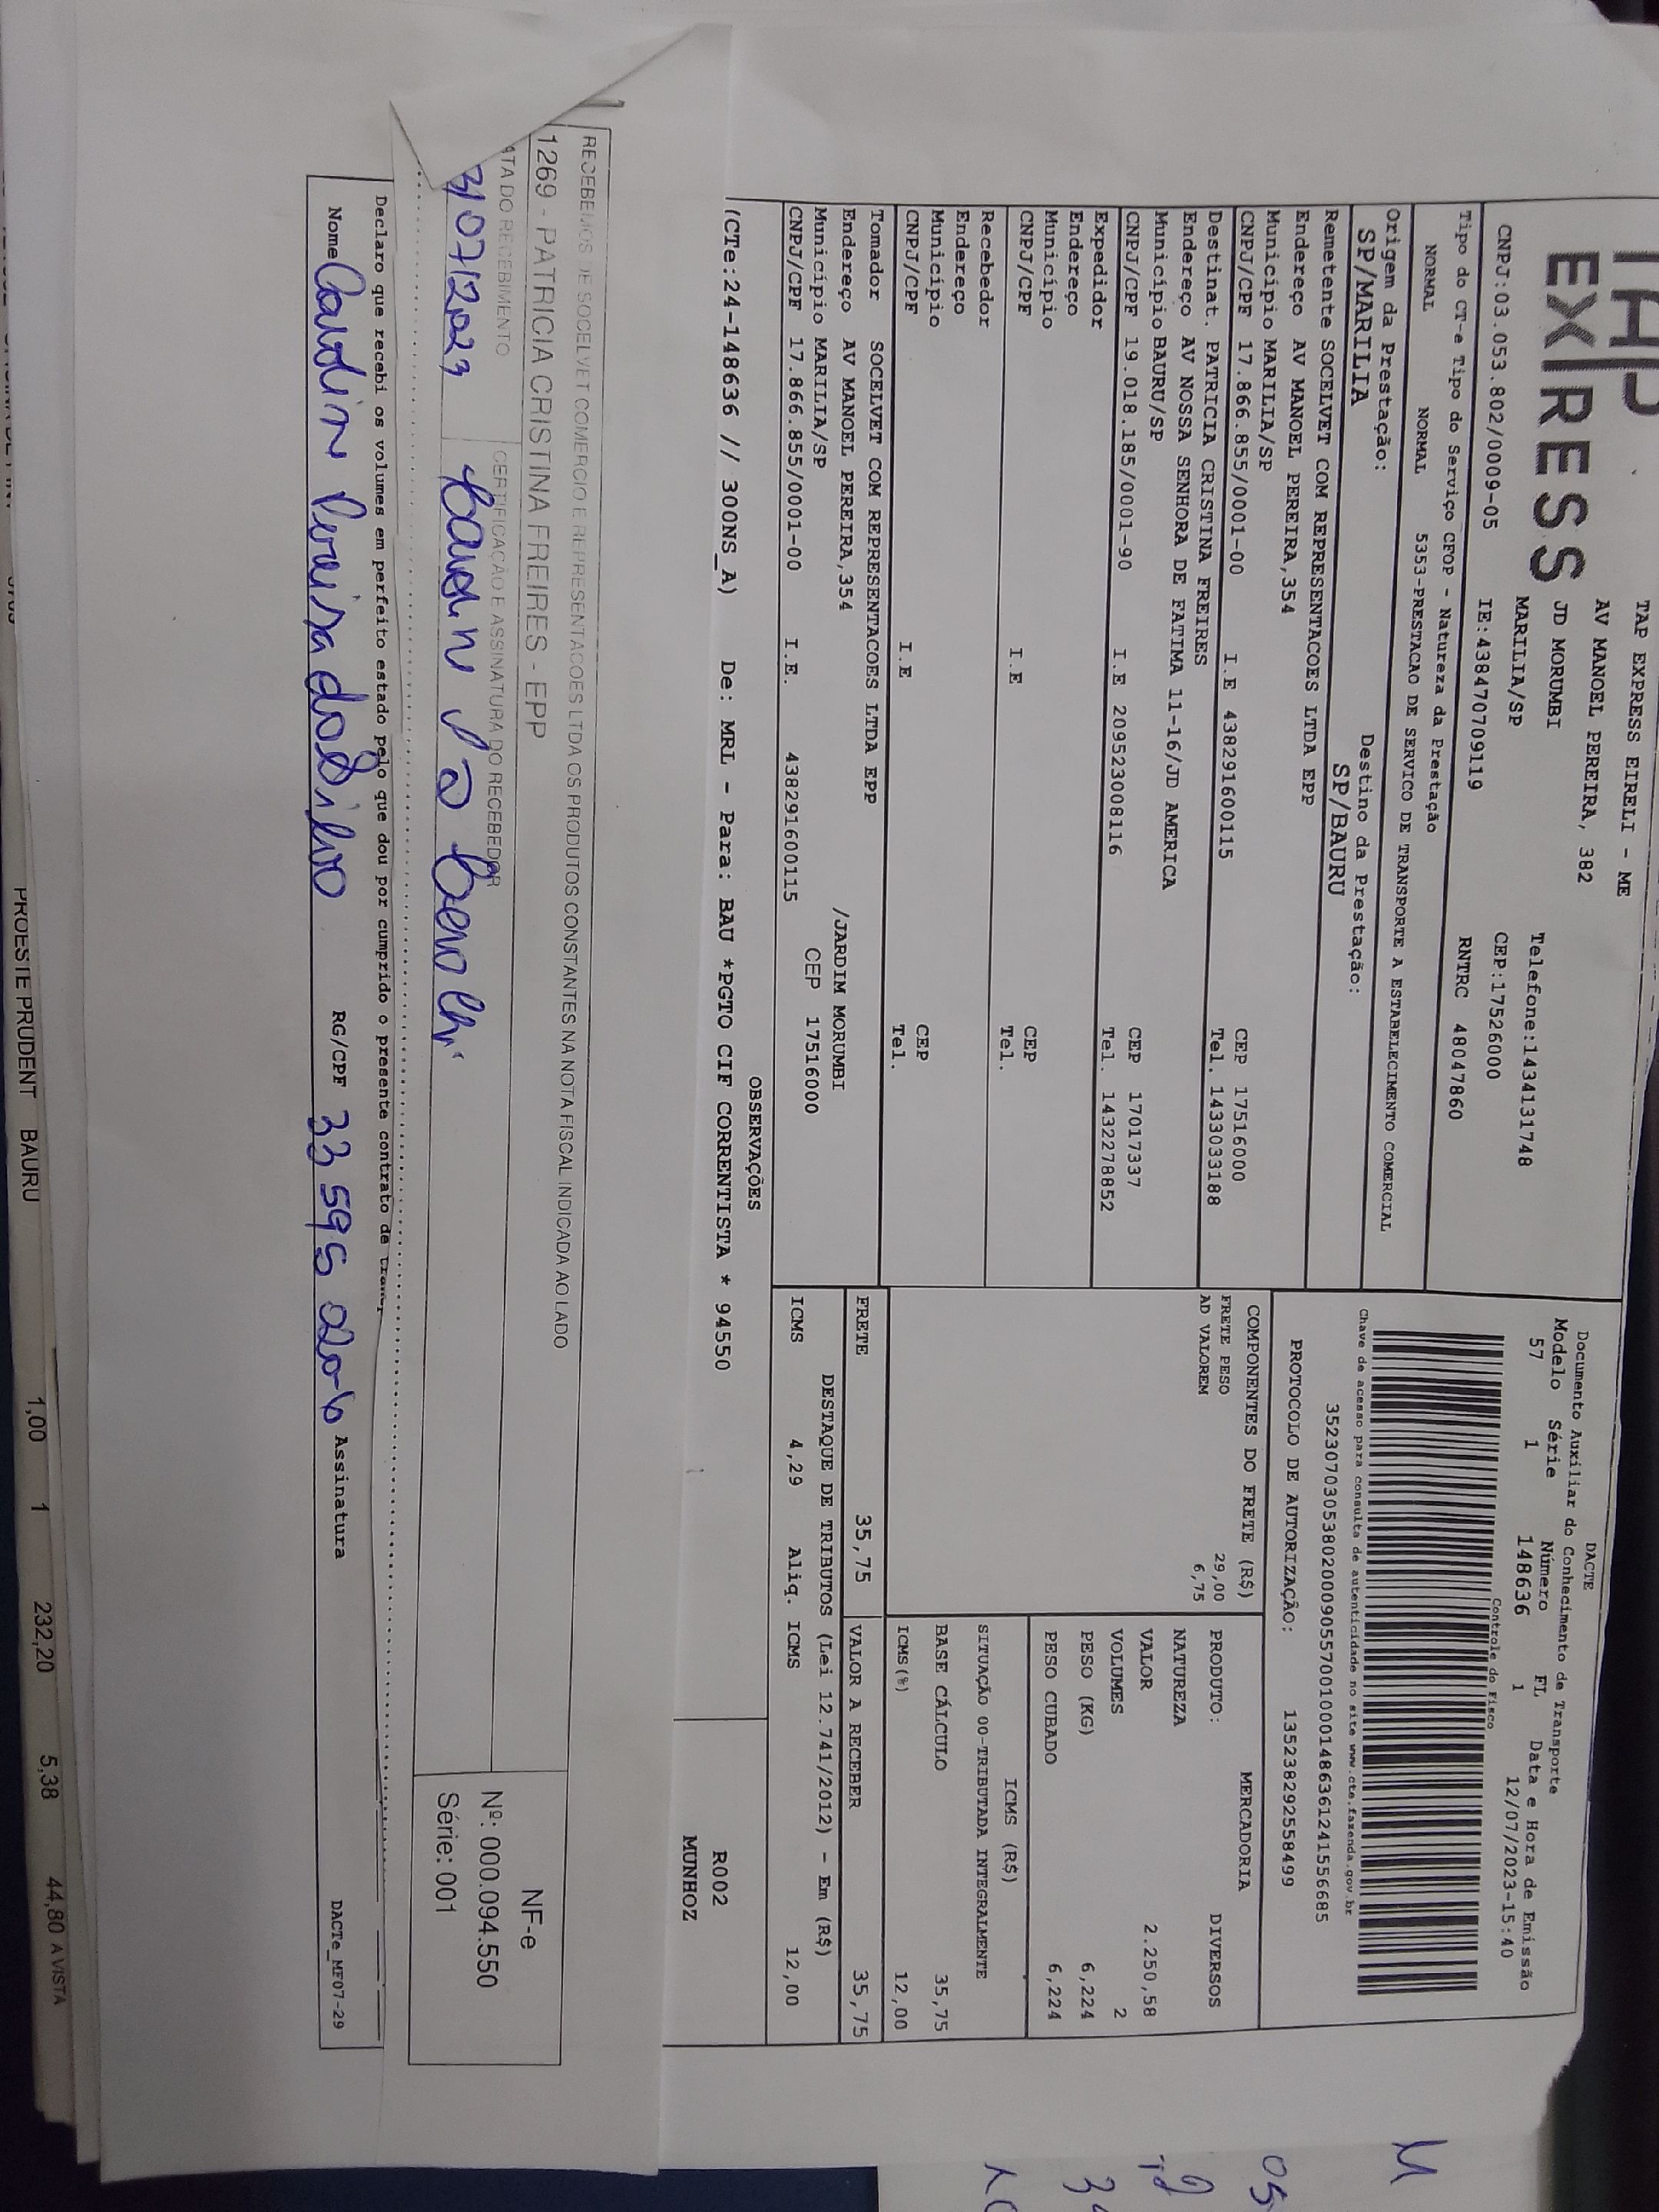 TAP
EXPRESS
TAP EXPRESS EIRELI - ME
AV MANOEL PEREIRA, 382
JD MORUMBI
MARILIA/SP
Telefone:1434131748
CEP:17526000
CNPJ:03.053.802/0009-05 IE:438470709119 RNTRC 48047860
Tipo do CT-e Tipo do Serviço CFOP - Natureza da Prestação
NORMAL NORMAL 5353-PRESTACAO DE SERVICO DE TRANSPORTE A ESTABELECIMENTO COMERCIAL
Origem da Prestação: Destino da Prestação:
SP/MARILIA SP/BAURU
Remetente SOCELVET COM REPRESENTACOES LTDA EPP
Endereço AV MANOEL PEREIRA,354
Município MARILIA/SP CEP 17516000
CNPJ/CPF 17.866.855/0001-00 I.E 438291600115 Tel. 1433033188
Destinat. PATRICIA CRISTINA FREIRES
Endereço AV NOSSA SENHORA DE FATIMA 11-16/JD AMERICA
Município BAURU/SP CEP 17017337
CNPJ/CPF 19.018.185/0001-90 I.E 209523008116 Tel. 1432278852
Expedidor
Endereço
Município CEP
CNPJ/CPF I.E Tel.
Recebedor
Endereço
Município CEP
CNPJ/CPF I.E Tel.
Tomador SOCELVET COM REPRESENTACOES LTDA EPP
Endereço AV MANOEL PEREIRA,354 /JARDIM MORUMBI
Município MARILIA/SP CEP 17516000
CNPJ/CPF 17.866.855/0001-00 I.E. 438291600115
DACTE
Documento Auxiliar do Conhecimento de Transporte
Modelo Série Número FL Data e Hora de Emissão
57 1 148636 1 12/07/2023-15:40
Controle do Fisco
Chave de acesso para consulta de autenticidade no site www.cte.fazenda.gov.br
35230703053802000905570010001486361241556685
PROTOCOLO DE AUTORIZAÇÃO: 135238292558499
COMPONENTES DO FRETE (R$)
FRETE PESO 29,00
AD VALOREM 6,75
MERCADORIA
PRODUTO: DIVERSOS
NATUREZA
VALOR 2.250,58
VOLUMES 2
PESO (KG) 6,224
PESO CUBADO 6,224
ICMS (R$)
SITUAÇÃO 00-TRIBUTADA INTEGRALMENTE
BASE CÁLCULO 35,75
ICMS(%) 12,00
FRETE 35,75 VALOR A RECEBER 35,75
DESTAQUE DE TRIBUTOS (Lei 12.741/2012) - Em (R$)
ICMS 4,29 Aliq. ICMS 12,00
OBSERVAÇÕES
(CTe:24-148636 // 300NS_A) De: MRL - Para: BAU *PGTO CIF CORRENTISTA * 94550
R002
MUNHOZ
RECEBEMOS DE SOCELVET COMERCIO E REPRESENTACOES LTDA OS PRODUTOS CONSTANTES NA NOTA FISCAL INDICADA AO LADO
1269 - PATRICIA CRISTINA FREIRES - EPP
ATA DO RECEBIMENTO CERTIFICAÇÃO E ASSINATURA DO RECEBEDOR
3/07/2023
NF-e
Nº: 000.094.550
Série: 001
Declaro que recebi os volumes em perfeito estado pelo que dou por cumprido o presente contrato de
Nome RG/CPF 33 595 Assinatura
DACTe_MF07-29
PROESTE PRUDENT BAURU 1,00 1 232,20 5,38 44,80 A VISTA